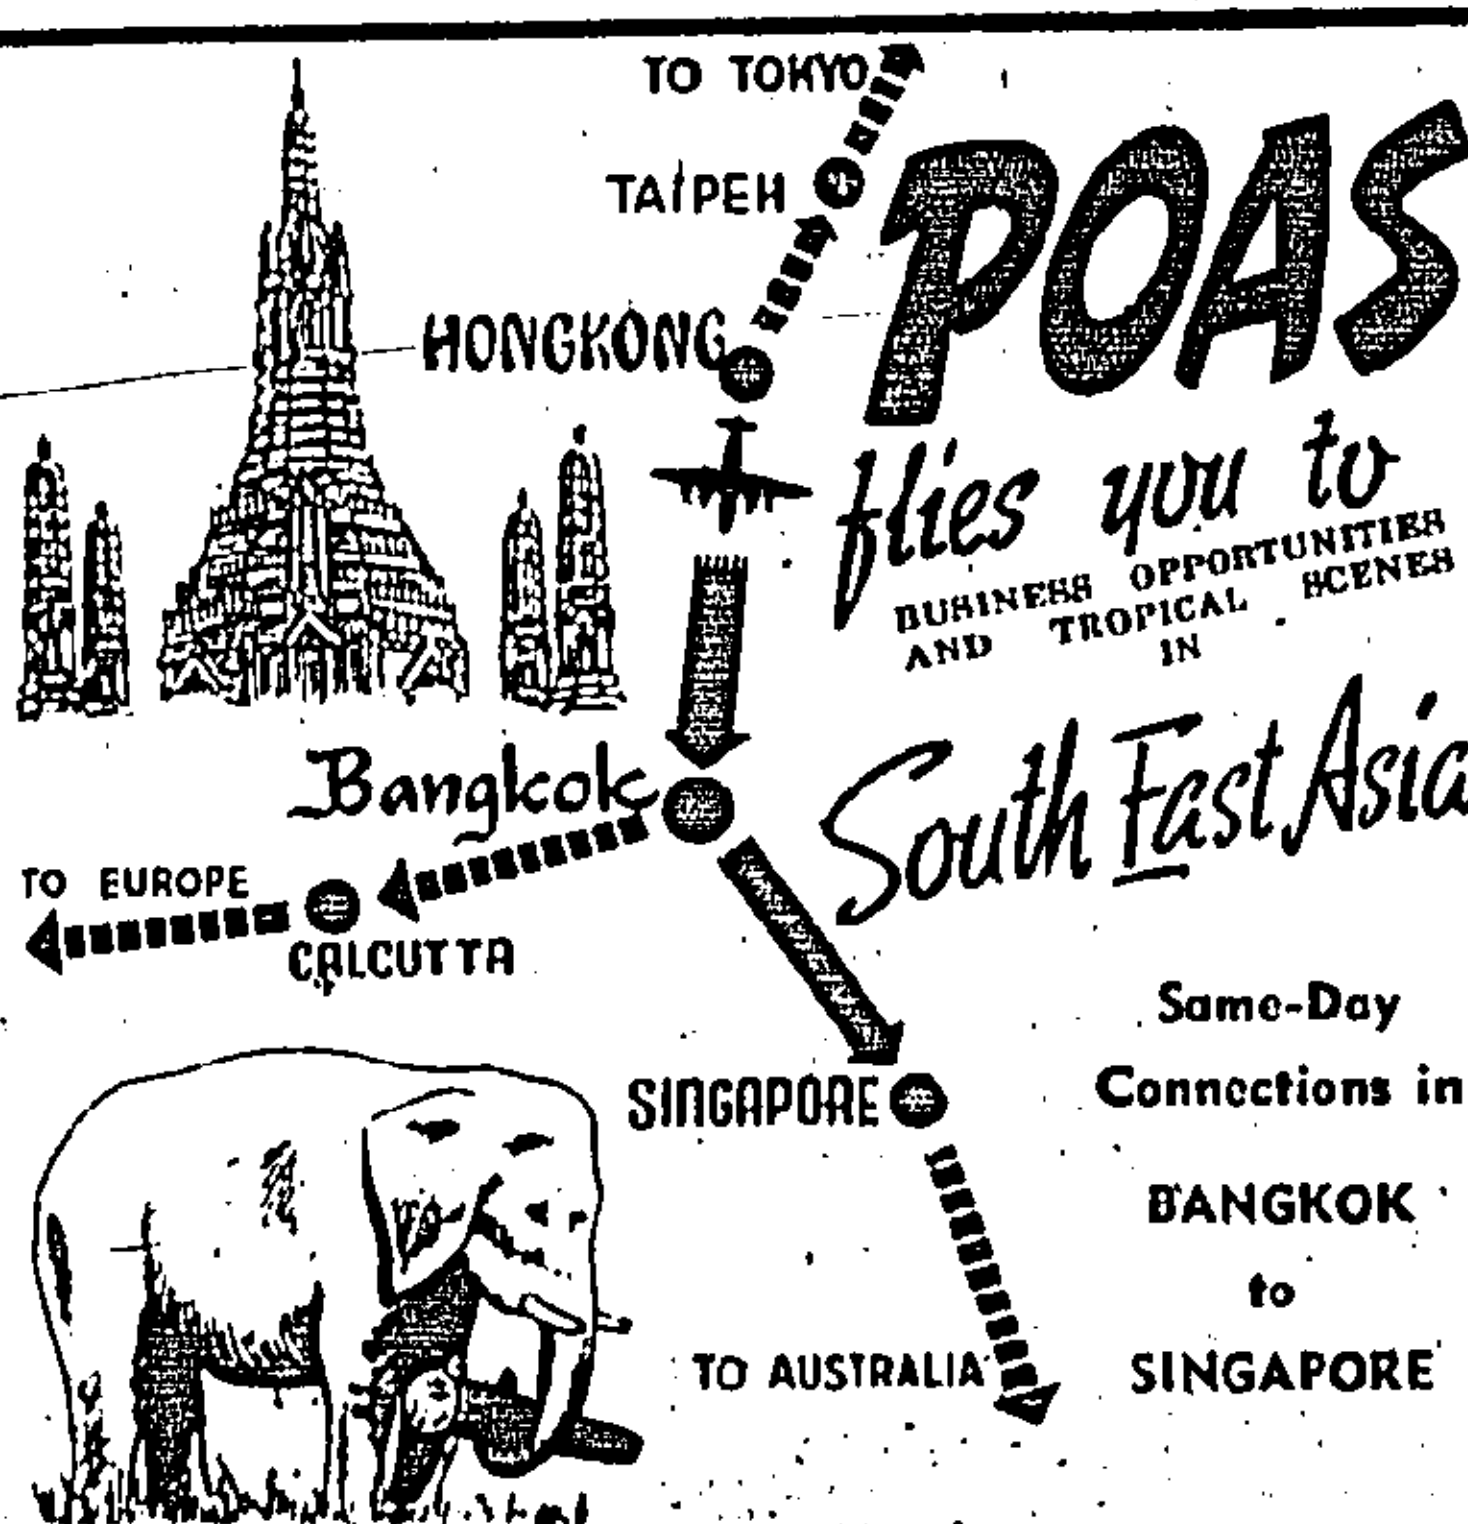 TO TOKYO
TAIPEH
HONGKONG
POAS
flies you to
BUSINESS OPPORTUNITIES
AND TROPICAL SCENES
IN
South East Asia
Bangkok
TO EUROPE
CALCUTTA
SINGAPORE
TO AUSTRALIA
Same-Day
Connections in
BANGKOK
to
SINGAPORE